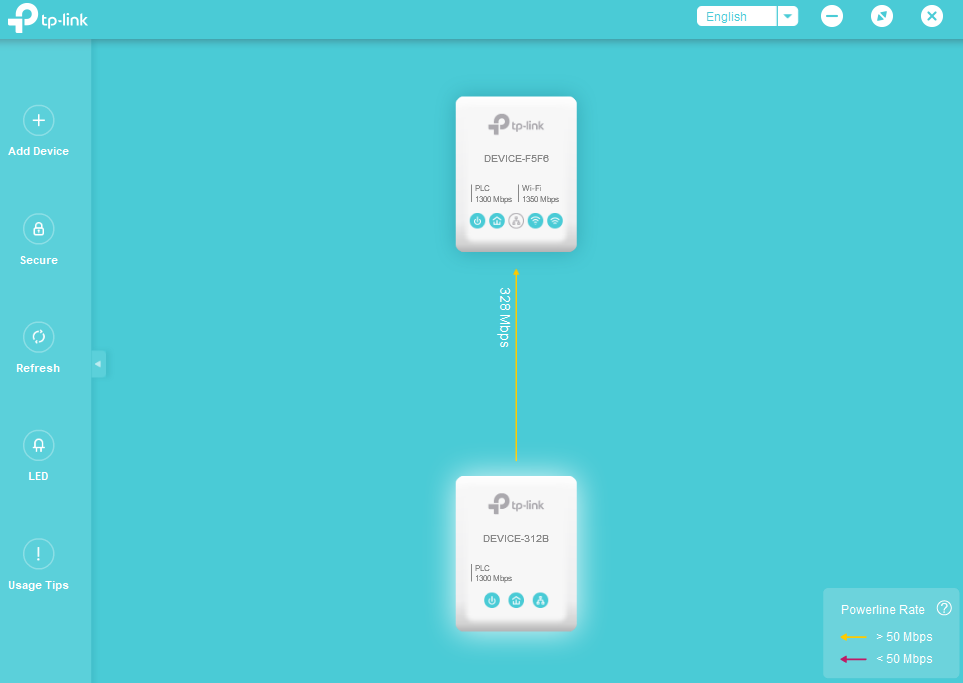 tp-link
English
Add Device
Secure
Refresh
LED
Usage Tips
tp-link
DEVICE-F5F6
PLC
1300 Mbps
Wi-Fi
1350 Mbps
328 Mbps
tp-link
DEVICE-312B
PLC
1300 Mbps
Powerline Rate ?
> 50 Mbps
< 50 Mbps